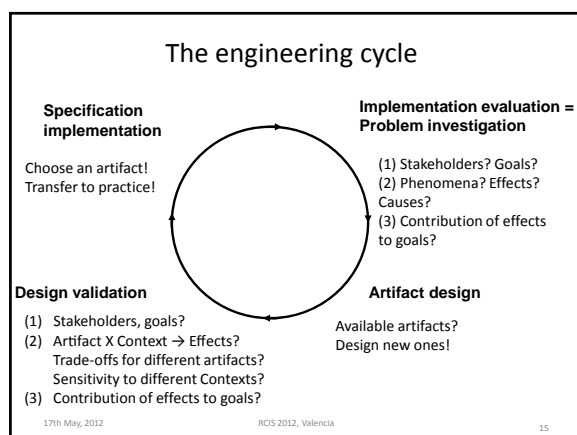 The engineering cycle
Specification
implementation
Choose an artifact!
Transfer to practice!
Implementation evaluation =
Problem investigation
(1) Stakeholders? Goals?
(2) Phenomena? Effects?
Causes?
(3) Contribution of effects
to goals?
Design validation
(1) Stakeholders, goals?
(2) Artifact X Context → Effects?
Trade-offs for different artifacts?
Sensitivity to different Contexts?
(3) Contribution of effects to goals?
Artifact design
Available artifacts?
Design new ones!
17th May, 2012
RCIS 2012, Valencia
15